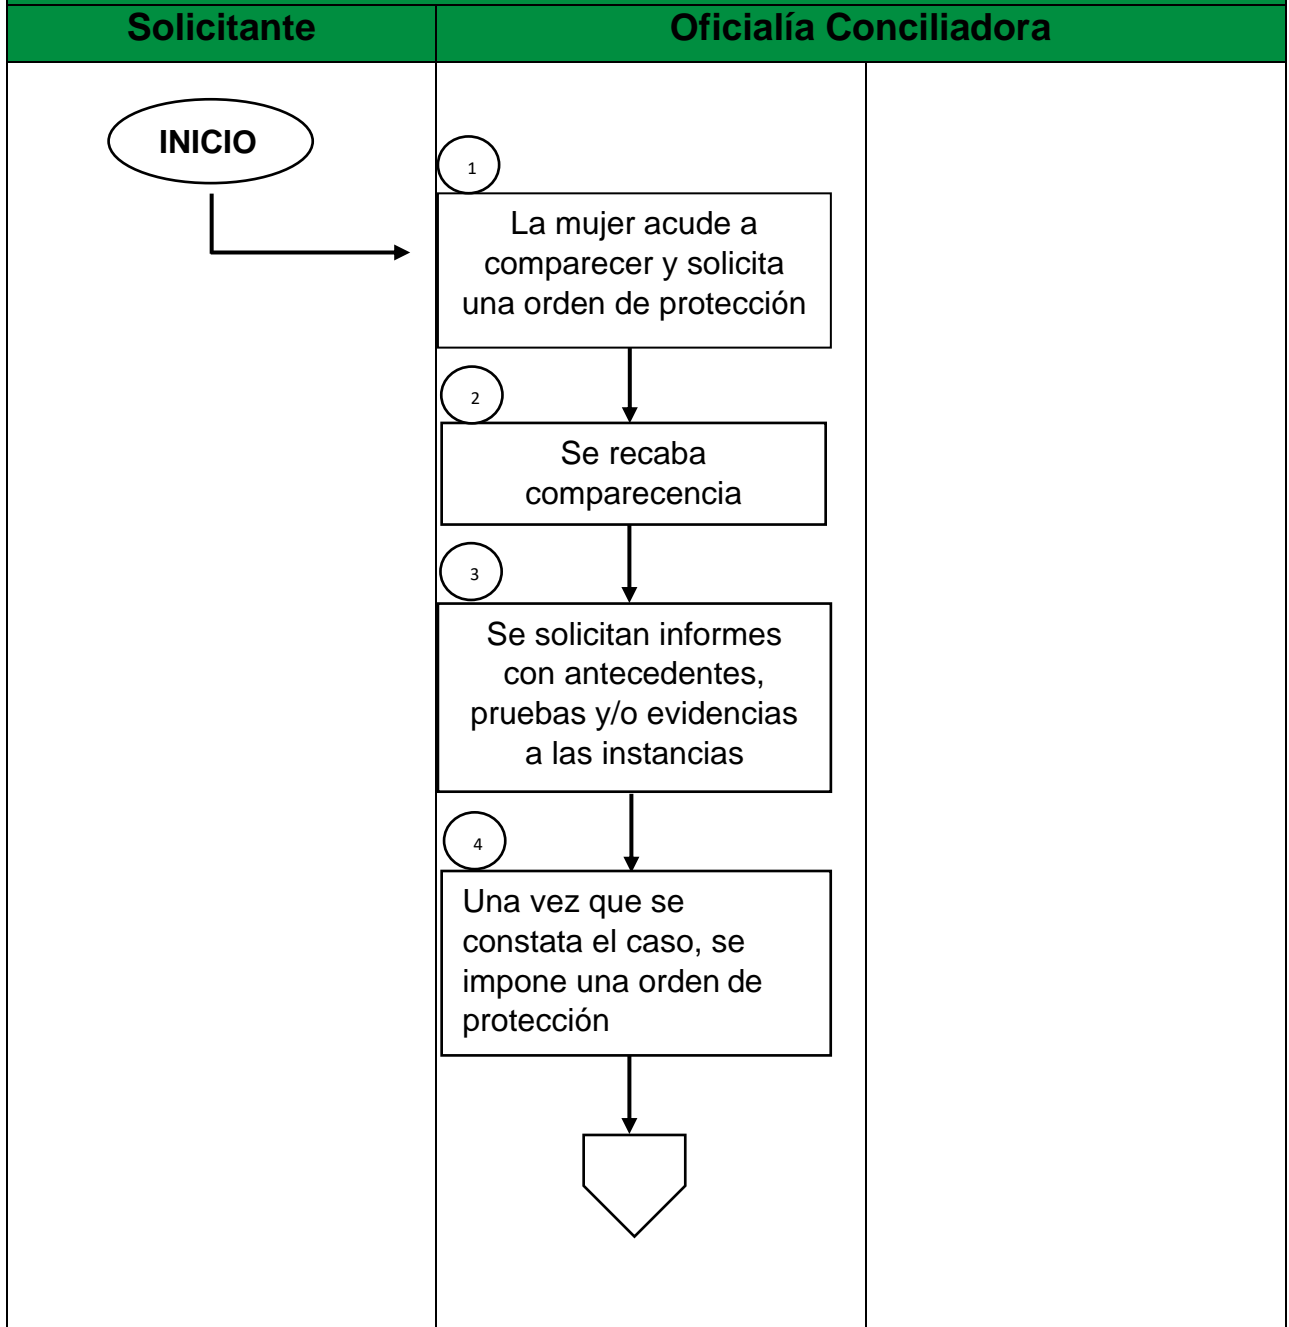 Solicitante
Oficialía Conciliadora
INICIO
1
La mujer acude a
comparecer y solicita
una orden de protección
2
Se recaba
comparecencia
3
Se solicitan informes
con antecedentes,
pruebas y/o evidencias
a las instancias
4
Una vez que se
constata el caso, se
impone una orden de
protección